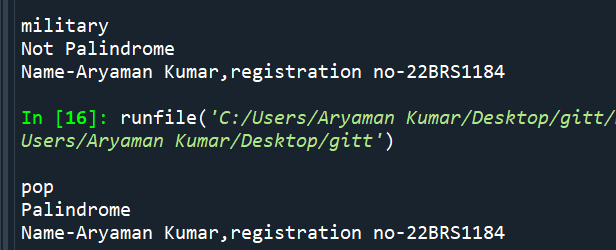 military
Not Palindrome
Name-Aryaman Kumar,registration no-22BRS1184
In [16]: runfile('C:/Users/Aryaman Kumar/Desktop/gitt/
Users/Aryaman Kumar/Desktop/gitt')
pop
Palindrome
Name-Aryaman Kumar,registration no-22BRS1184